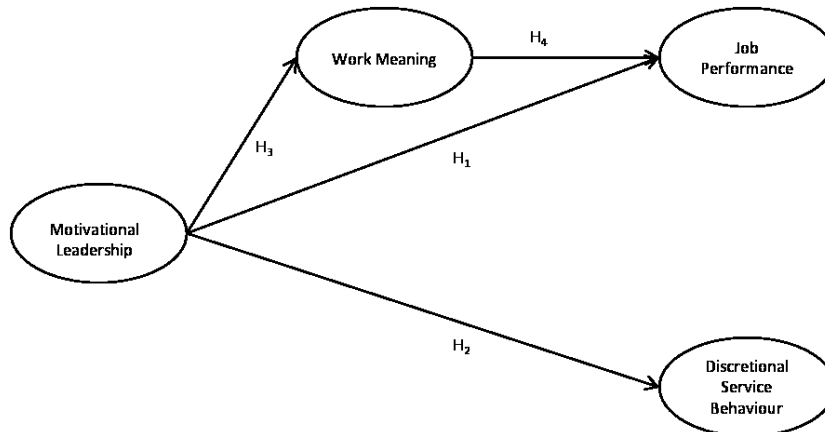 Work Meaning
H₄
Job
Performance
H₃
H₁
Motivational
Leadership
H₂
Discretional
Service
Behaviour